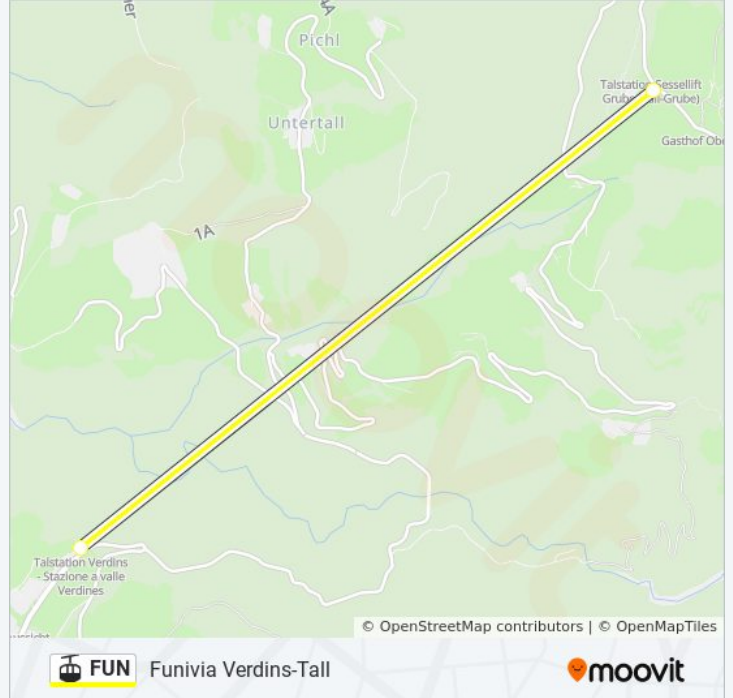 Pichl
Untertall
1A
Talstation Sessellift
Gasthof
Talstation Verdins
- Stazione a valle
Verdines
© OpenStreetMap contributors | © OpenMapTiles
FUN Funivia Verdins-Tall
moovit